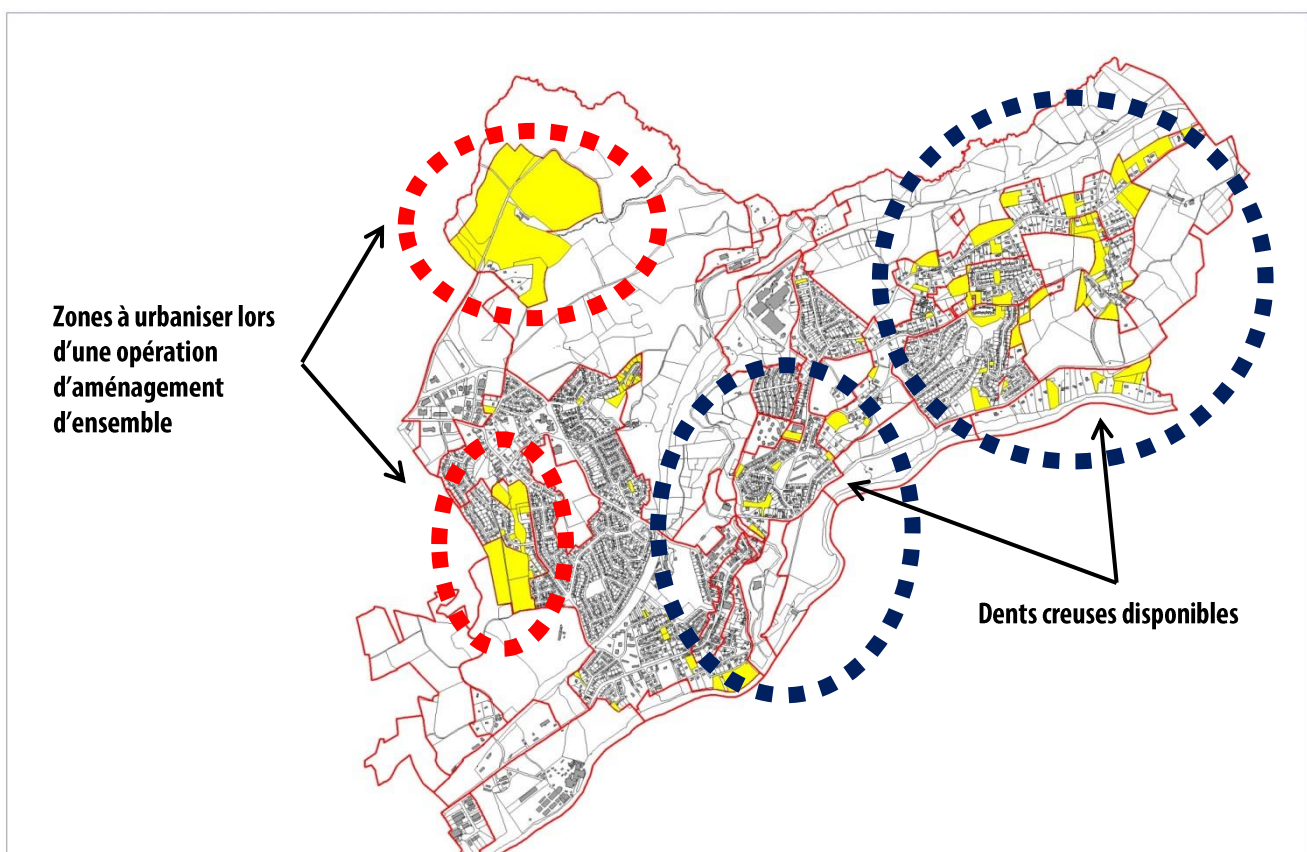 Zones à urbaniser lors
d'une opération
d'aménagement
d'ensemble
Dents creuses disponibles